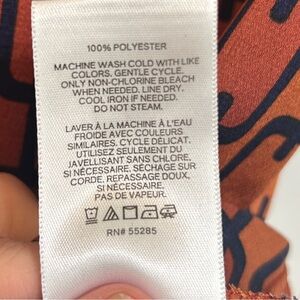 100% POLYESTER
MACHINE WASH COLD WITH LIKE
COLORS. GENTLE CYCLE.
ONLY NON-CHLORINE BLEACH
WHEN NEEDED. LINE DRY.
COOL IRON IF NEEDED.
DO NOT STEAM.
LAVER À LA MACHINE À L'EAU
FROIDE AVEC COULEURS
SIMILAIRES. CYCLE DÉLICAT.
UTILISEZ SEULEMENT DU
JAVELLISANT SANS CHLORE,
SI NÉCESSAIRE. SÉCHAGE SUR
CORDE. REPASSAGE DOUX,
SI NÉCESSAIRE.
PAS DE VAPEUR.
RN# 55285